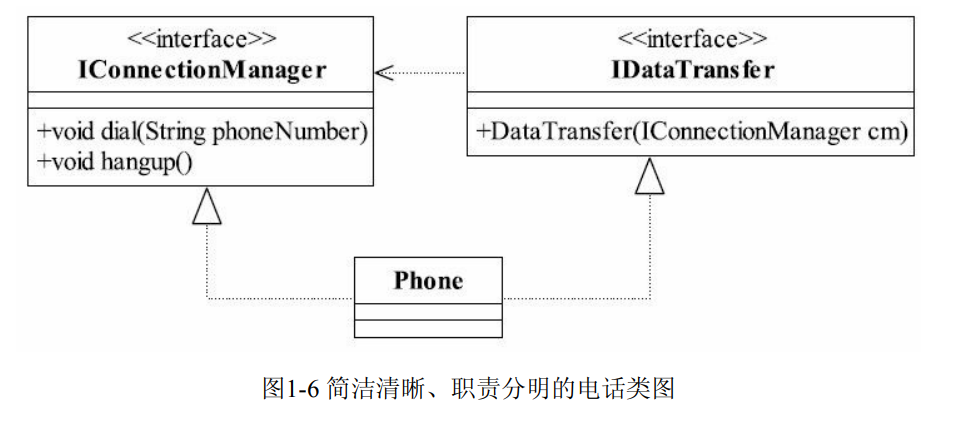 <<interface>>
IConnectionManager
+void dial(String phoneNumber)
+void hangup()
<<interface>>
IDataTransfer
+DataTransfer(IConnectionManager cm)
Phone
图1-6 简洁清晰、职责分明的电话类图